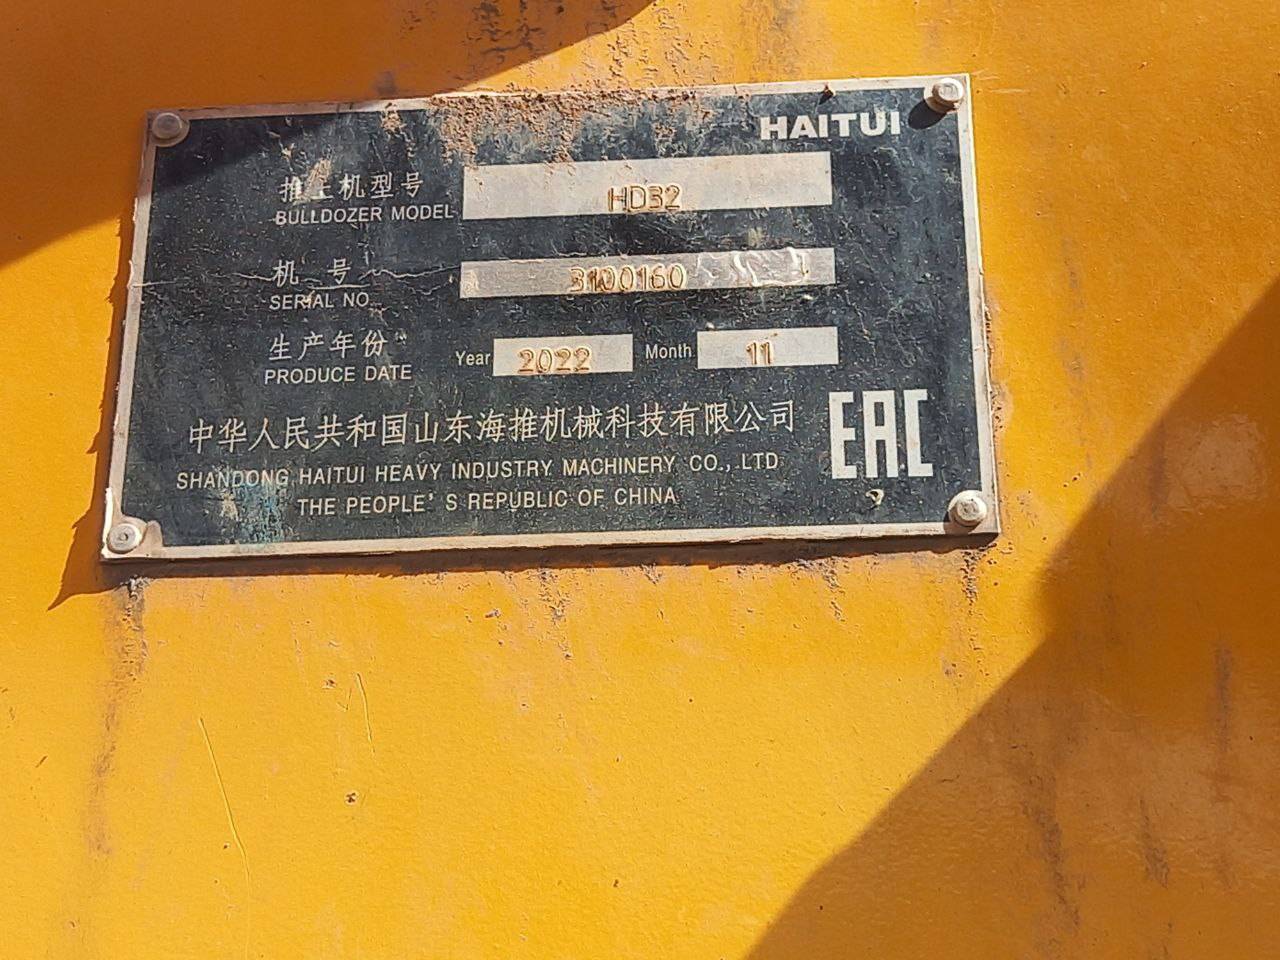 HAITUI
推土机型号
BULLDOZER MODEL HD32
机 号
SERIAL NO. 3100160
生产年份
PRODUCE DATE Year 2022 Month 11
中华人民共和国山东海推机械科技有限公司
SHANDONG HAITUI HEAVY INDUSTRY MACHINERY CO., LTD
THE PEOPLE'S REPUBLIC OF CHINA
EAC